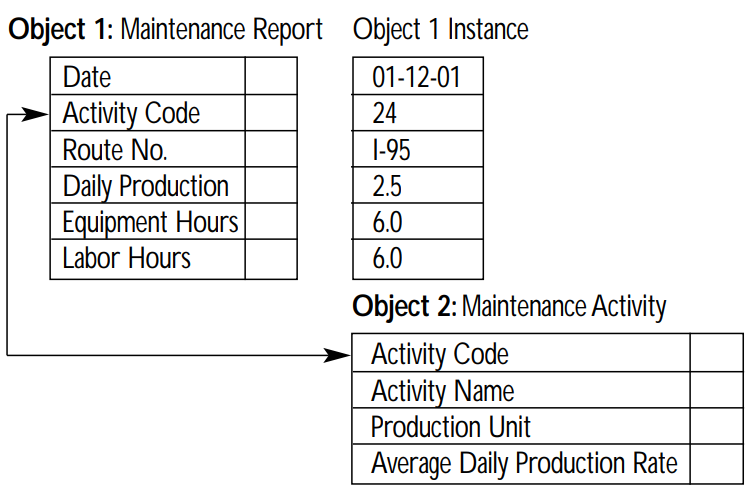 Object 1: Maintenance Report
Object 1 Instance
Date
01-12-01
Activity Code
24
Route No.
I-95
Daily Production
2.5
Equipment Hours
6.0
Labor Hours
6.0
Object 2: Maintenance Activity
Activity Code
Activity Name
Production Unit
Average Daily Production Rate